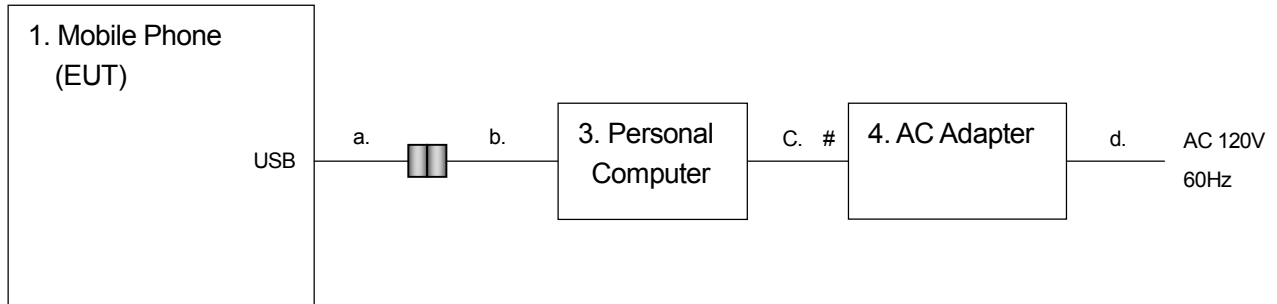 1. Mobile Phone
(EUT)
USB
a.
b.
3. Personal
Computer
C. #
4. AC Adapter
d.
AC 120V
60Hz